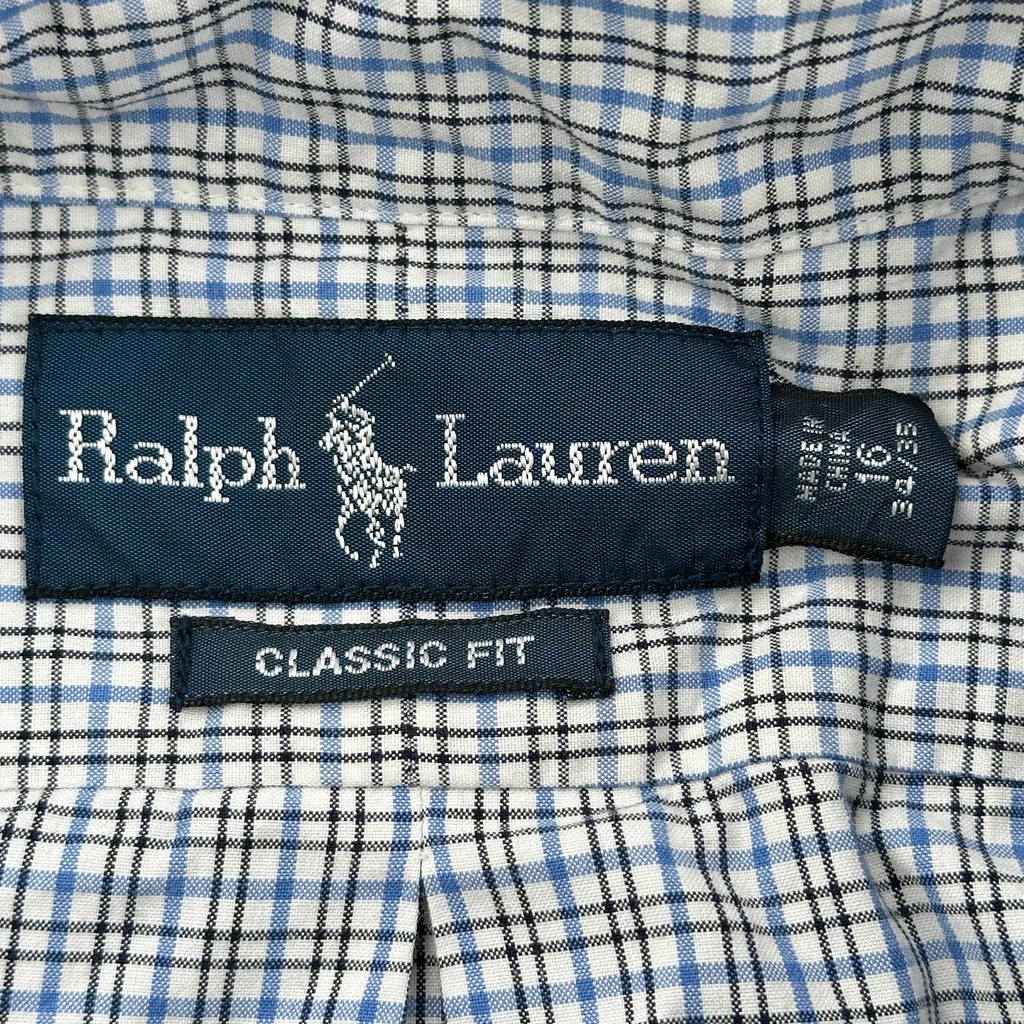 Ralph Lauren
CLASSIC FIT
MADE IN
CHINA
16
34/35